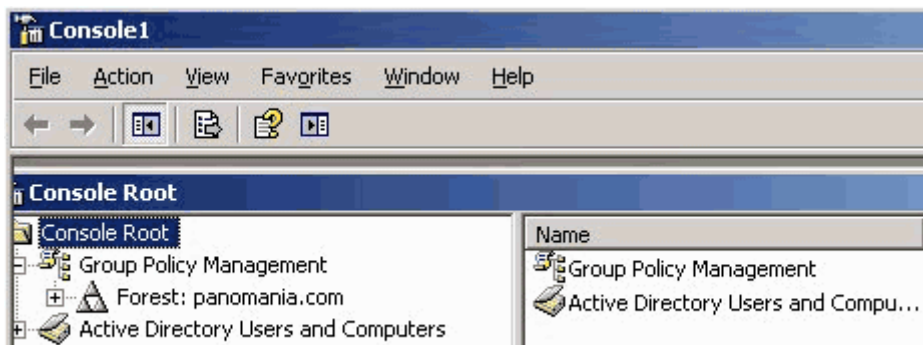 Console1
File Action View Favorites Window Help
Console Root
Console Root
Group Policy Management
Forest: panomania.com
Active Directory Users and Computers
Name
Group Policy Management
Active Directory Users and Compu...